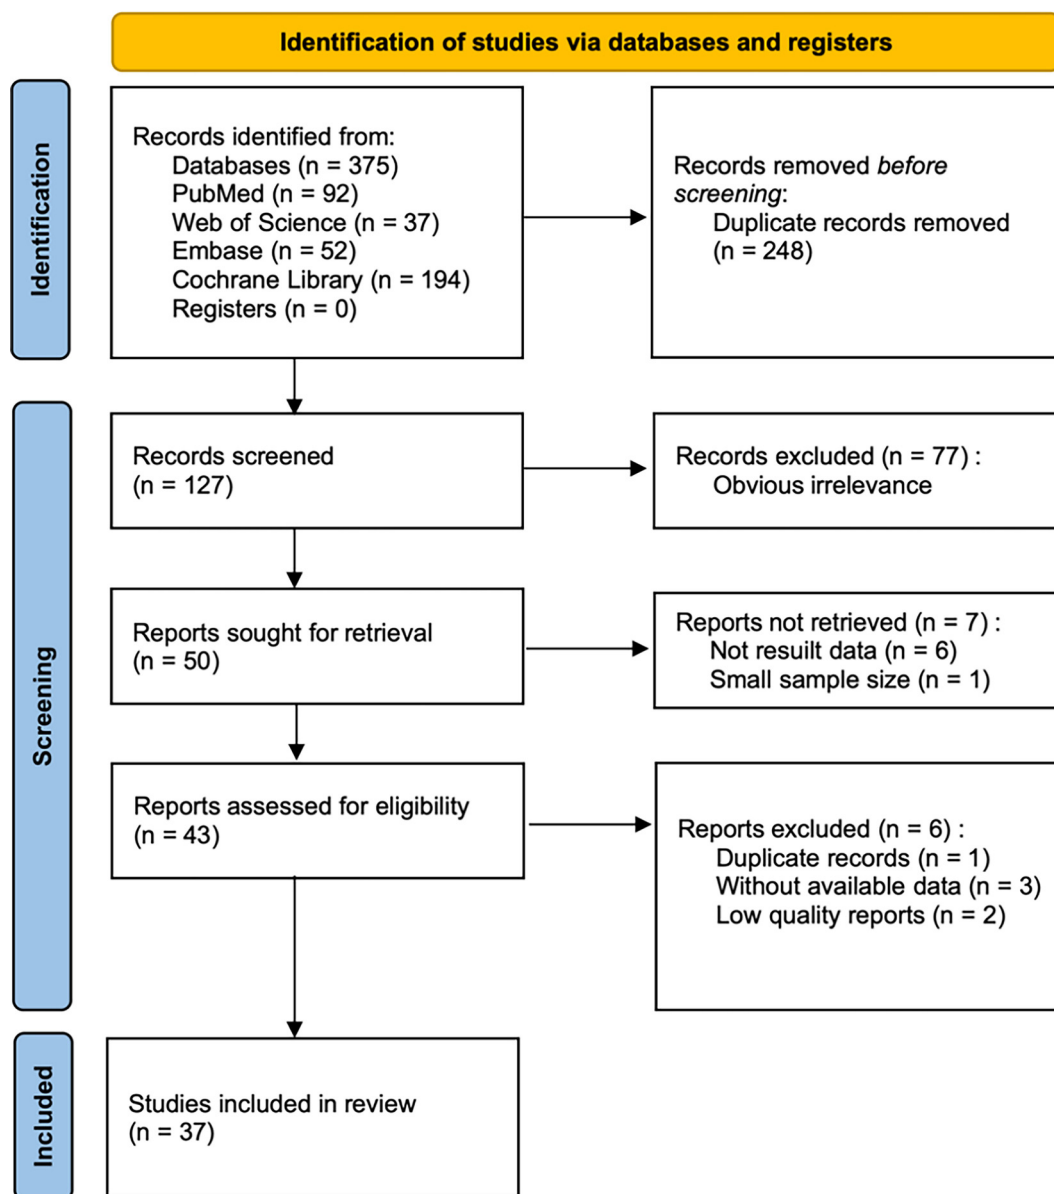 Identification of studies via databases and registers
Identification
Records identified from:
Databases (n = 375)
PubMed (n = 92)
Web of Science (n = 37)
Embase (n = 52)
Cochrane Library (n = 194)
Registers (n = 0)
Records removed before
screening:
Duplicate records removed
(n = 248)
Screening
Records screened
(n = 127)
Records excluded (n = 77) :
Obvious irrelevance
Reports sought for retrieval
(n = 50)
Reports not retrieved (n = 7) :
Not resuilt data (n = 6)
Small sample size (n = 1)
Reports assessed for eligibility
(n = 43)
Reports excluded (n = 6) :
Duplicate records (n = 1)
Without available data (n = 3)
Low quality reports (n = 2)
Included
Studies included in review
(n = 37)